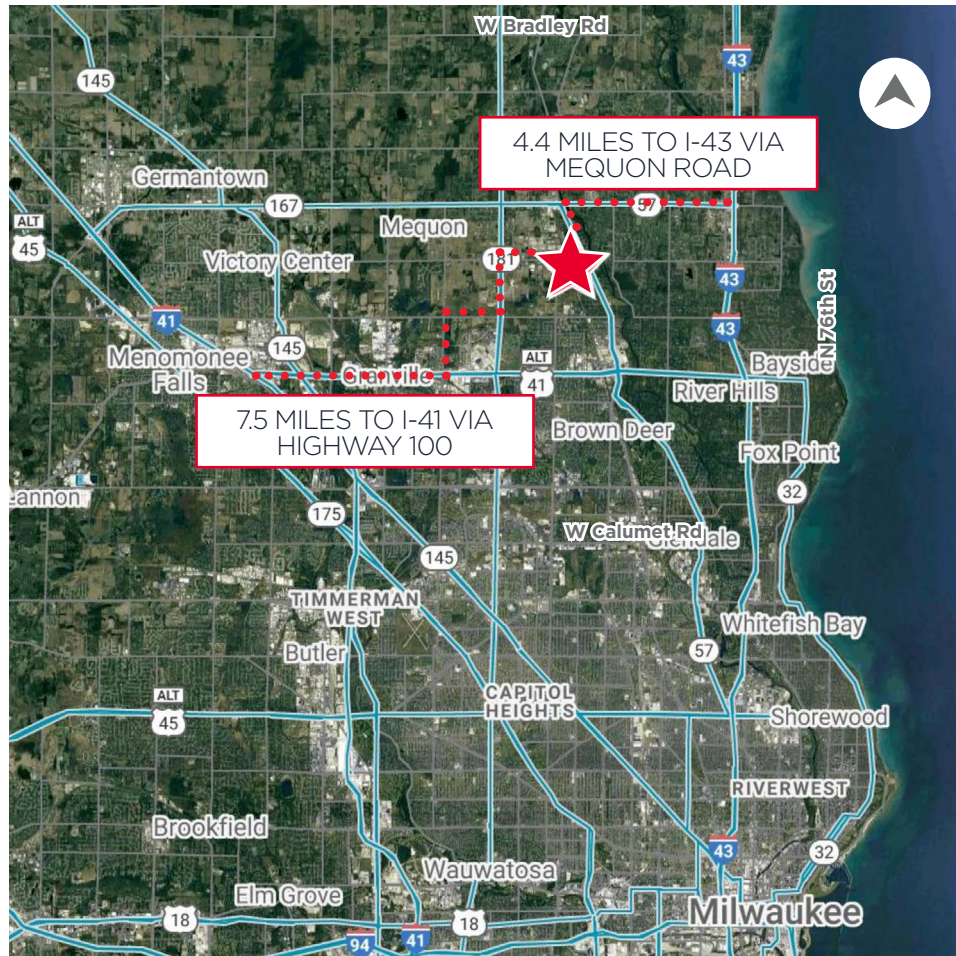 W Bradley Rd
43
145
4.4 MILES TO I-43 VIA
MEQUON ROAD
Germantown
167
57
ALT
45
Mequon
Victory Center
181
43
N 76th St
41
43
145
Menomonee
Falls
ALT
41
Bayside
Granville
River Hills
7.5 MILES TO I-41 VIA
HIGHWAY 100
Brown Deer
Fox Point
32
Lannon
175
W Calumet Rd
Glendale
145
TIMMERMAN
WEST
Whitefish Bay
Butler
57
ALT
45
CAPITOL
HEIGHTS
Shorewood
RIVERWEST
Brookfield
43
32
Wauwatosa
Elm Grove
18
18
Milwaukee
94
41